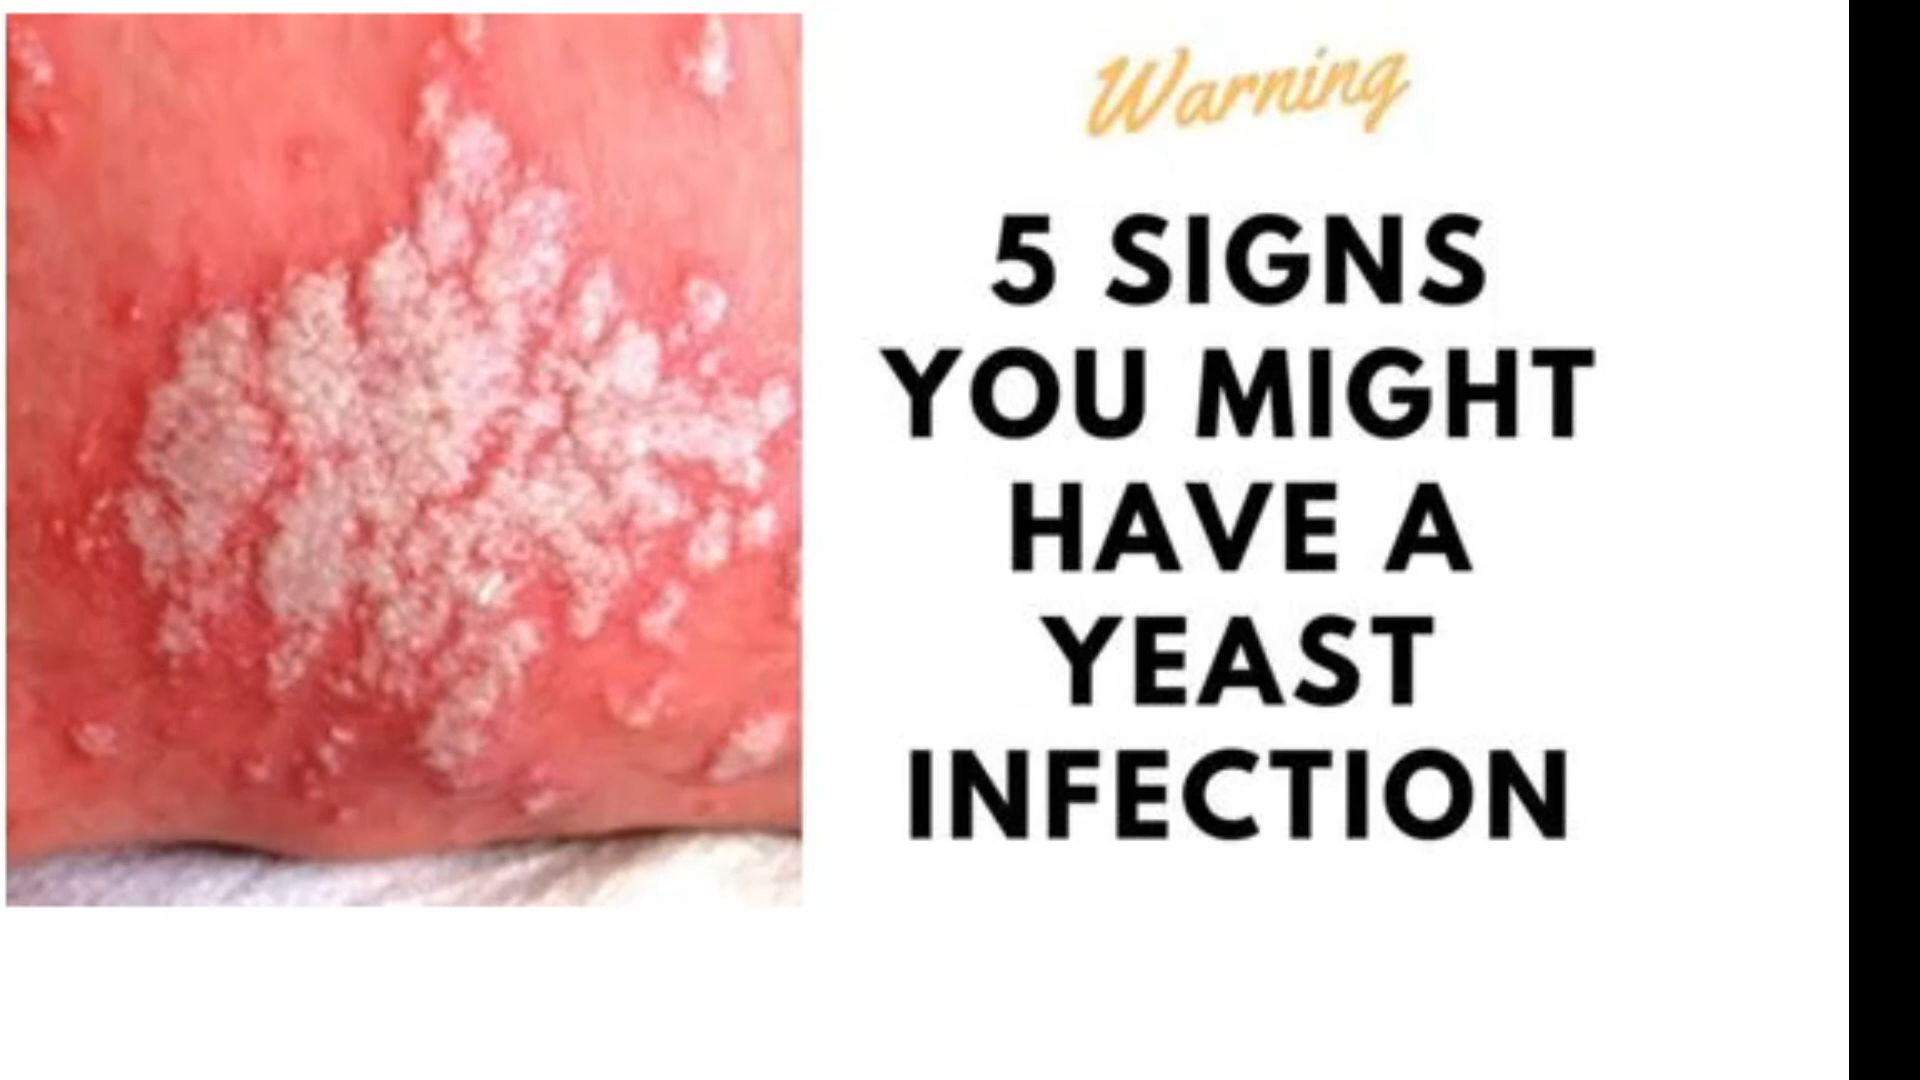 Warning
5 SIGNS
YOU MIGHT
HAVE A
YEAST
INFECTION